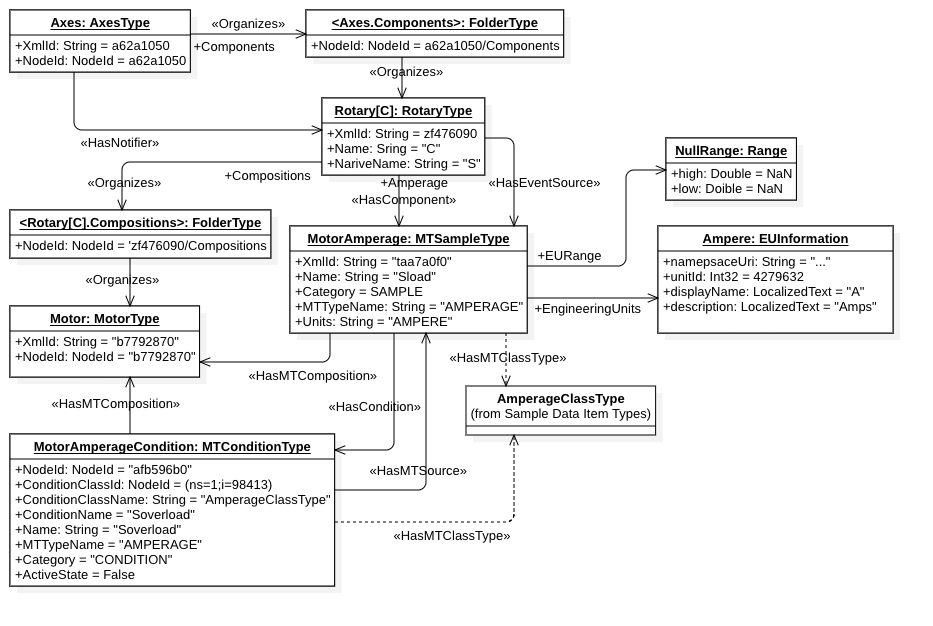 Axes: AxesType
+XmlId: String = a62a1050
+NodeId: NodeId = a62a1050
«Organizes»
+Components
<Axes.Components>: FolderType
+NodeId: NodeId = a62a1050/Components
«Organizes»
Rotary[C]: RotaryType
+XmlId: String = zf476090
+Name: Sring = "C"
+NariveName: String = "S"
«HasNotifier»
«Organizes»
+Compositions
+Amperage
«HasComponent»
«HasEventSource»
NullRange: Range
+high: Double = NaN
+low: Doible = NaN
<Rotary[C].Compositions>: FolderType
+NodeId: NodeId = 'zf476090/Compositions
MotorAmperage: MTSampleType
+XmlId: String = "taa7a0f0"
+Name: String = "Sload"
+Category = SAMPLE
+MTTypeName: String = "AMPERAGE"
+Units: String = "AMPERE"
+EURange
+EngineeringUnits
Ampere: EUInformation
+namepsaceUri: String = "..."
+unitId: Int32 = 4279632
+displayName: LocalizedText = "A"
+description: LocalizedText = "Amps"
«Organizes»
Motor: MotorType
+XmlId: String = "b7792870"
+NodeId: NodeId = "b7792870"
«HasMTComposition»
«HasMTClassType»
«HasMTComposition»
«HasCondition»
AmperageClassType
(from Sample Data Item Types)
MotorAmperageCondition: MTConditionType
+NodeId: NodeId = "afb596b0"
+ConditionClassId: NodeId = (ns=1;i=98413)
+ConditionClassName: String = "AmperageClassType"
+ConditionName = "Soverload"
+Name: String = "Soverload"
+MTTypeName = "AMPERAGE"
+Category = "CONDITION"
+ActiveState = False
«HasMTSource»
«HasMTClassType»